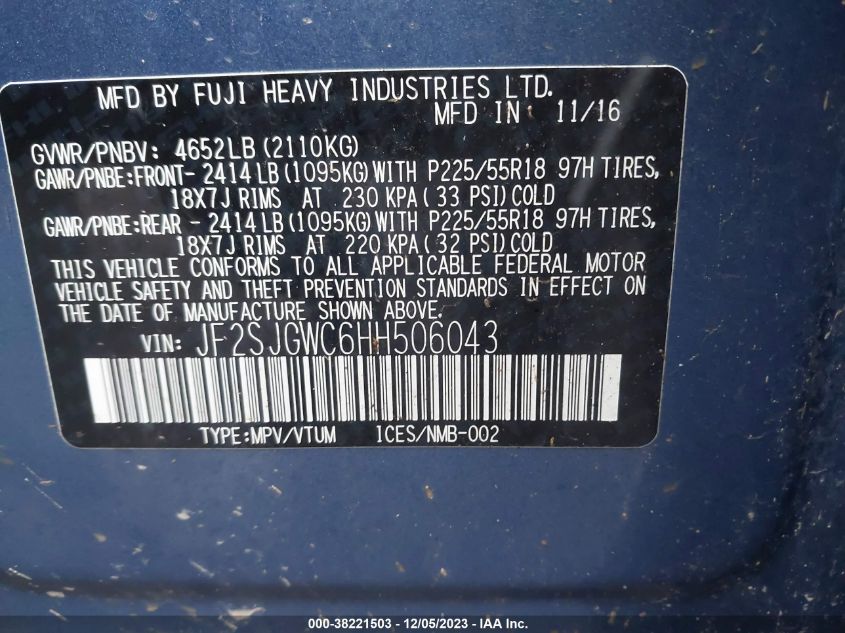 MFD BY FUJI HEAVY INDUSTRIES LTD.
MFD IN: 11/16
GVWR/PNBV: 4652LB (2110KG)
GAWR/PNBE:FRONT- 2414LB (1095KG)WITH P225/55R18 97H TIRES,
18X7J RIMS AT 230 KPA ( 33 PSI)COLD
GAWR/PNBE:REAR - 2414LB (1095KG)WITH P225/55R18 97H TIRES,
18X7J RIMS AT 220 KPA ( 32 PSI)COLD
THIS VEHICLE CONFORMS TO ALL APPLICABLE FEDERAL MOTOR
VEHICLE SAFETY AND THEFT PREVENTION STANDARDS IN EFFECT ON
THE DATE OF MANUFACTURE SHOWN ABOVE.
VIN: JF2SJGWC6HH506043
TYPE:MPV/VTUM ICES/NMB-002
000-38221503 - 12/05/2023 - IAA Inc.